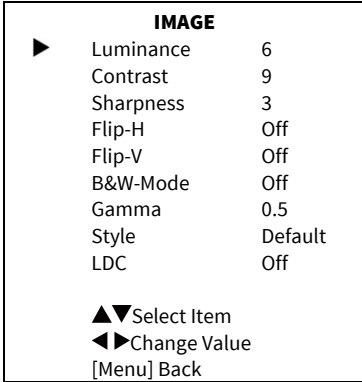 IMAGE
▶ Luminance 6
Contrast 9
Sharpness 3
Flip-H Off
Flip-V Off
B&W-Mode Off
Gamma 0.5
Style Default
LDC Off
▲▼Select Item
◀▶Change Value
[Menu] Back